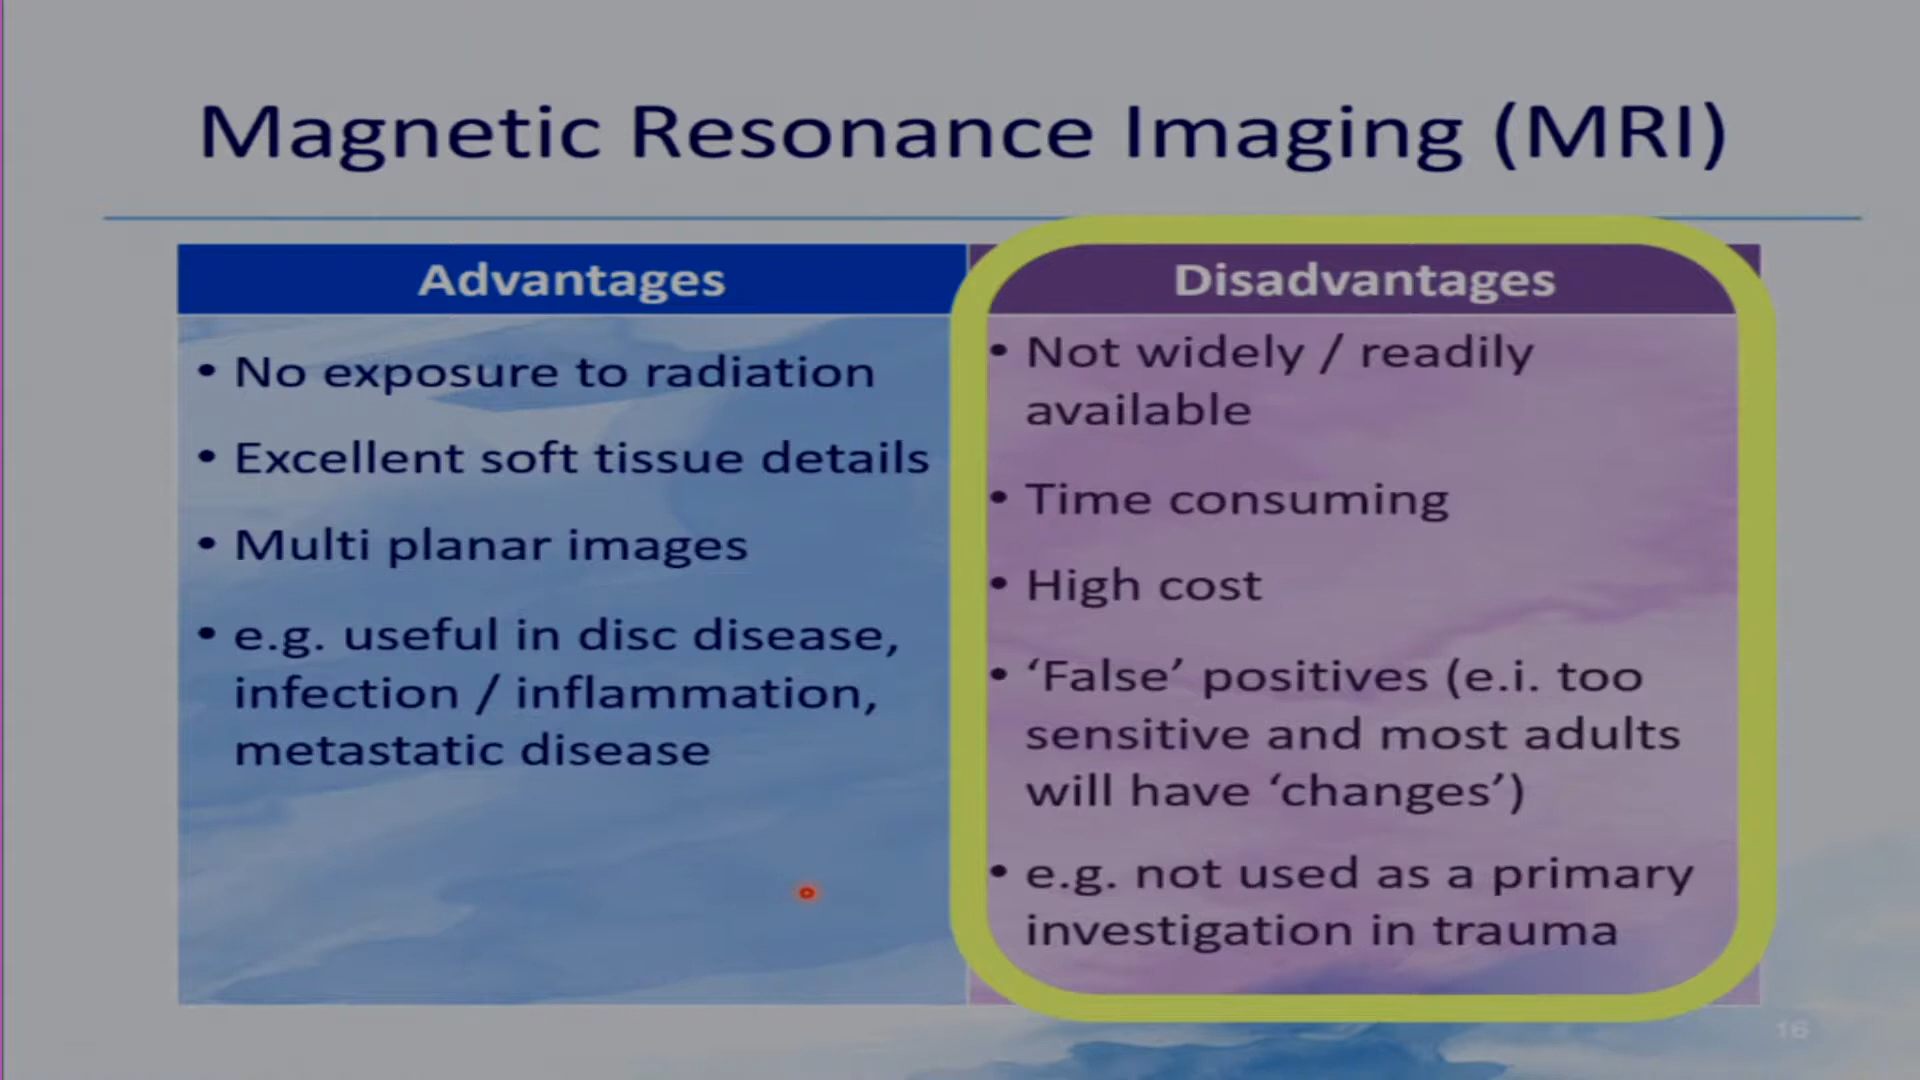 Magnetic Resonance Imaging (MRI)
Advantages
• No exposure to radiation
• Excellent soft tissue details
• Multi planar images
• e.g. useful in disc disease,
infection / inflammation,
metastatic disease
Disadvantages
• Not widely / readily
available
• Time consuming
• High cost
• ‘False’ positives (e.i. too
sensitive and most adults
will have ‘changes’)
• e.g. not used as a primary
investigation in trauma
16